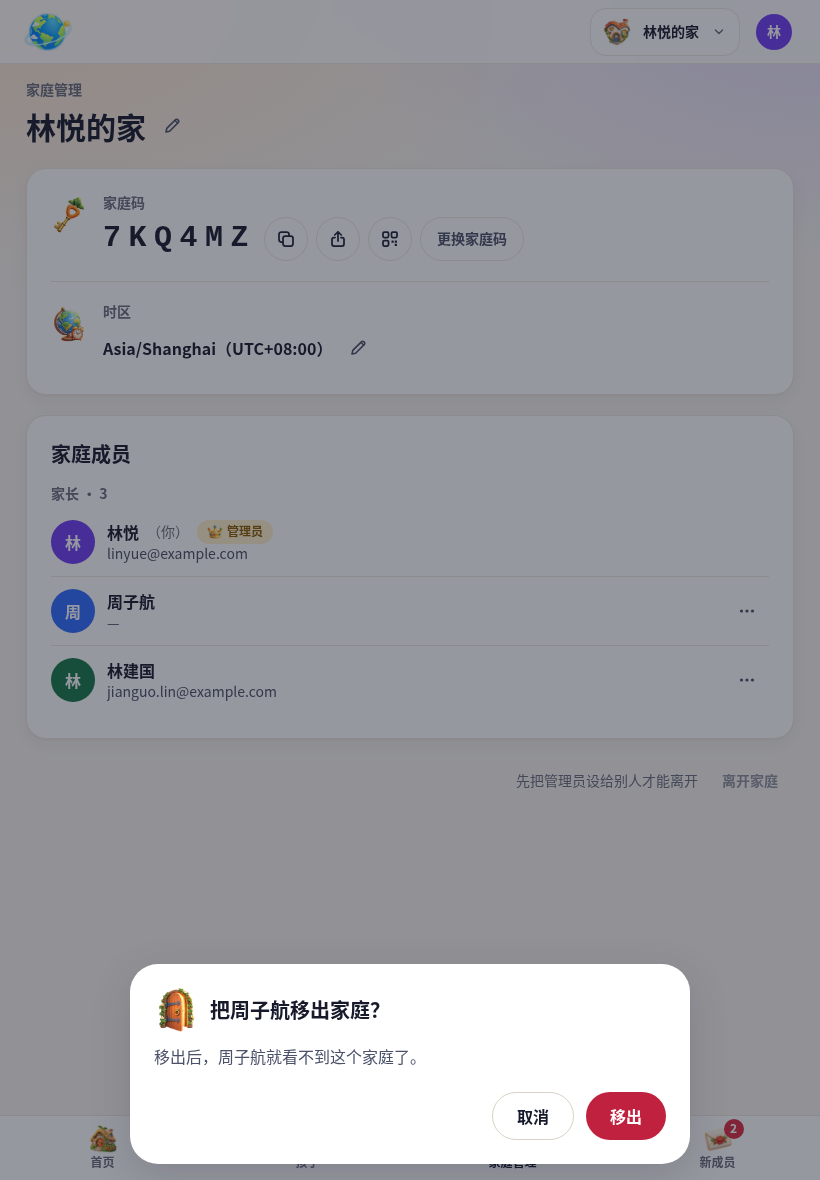 林悦的家
林
家庭管理
林悦的家
家庭码
7KQ4MZ
更换家庭码
时区
Asia/Shanghai（UTC+08:00）
家庭成员
家长 · 3
林
林悦
（你）
管理员
linyue@example.com
周
周子航
—
林
林建国
jianguo.lin@example.com
先把管理员设给别人才能离开
离开家庭
把周子航移出家庭？
移出后，周子航就看不到这个家庭了。
取消
移出
首页
家庭管理
2
新成员